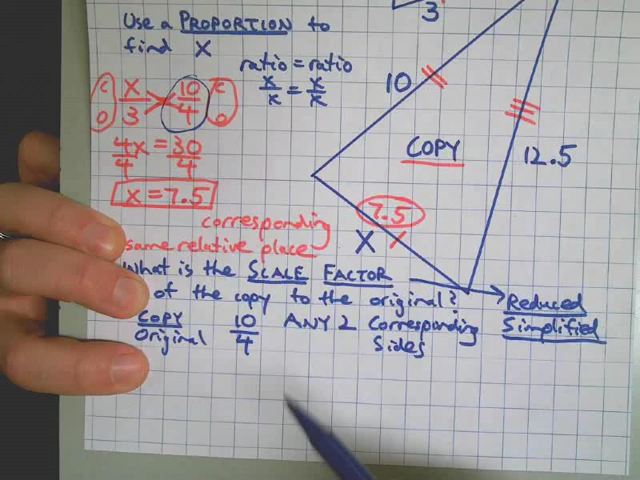 3
Use a PROPORTION to
find X
ratio = ratio
x/x = x/x
C X/3 10/4 C
O O
4x/4 = 30/4
x = 7.5
10
COPY
12.5
7.5
X
corresponding
same relative place
What is the SCALE FACTOR
of the copy to the original?
Reduced
Simplified
COPY/Original 10/4 ANY 2 Corresponding
Sides